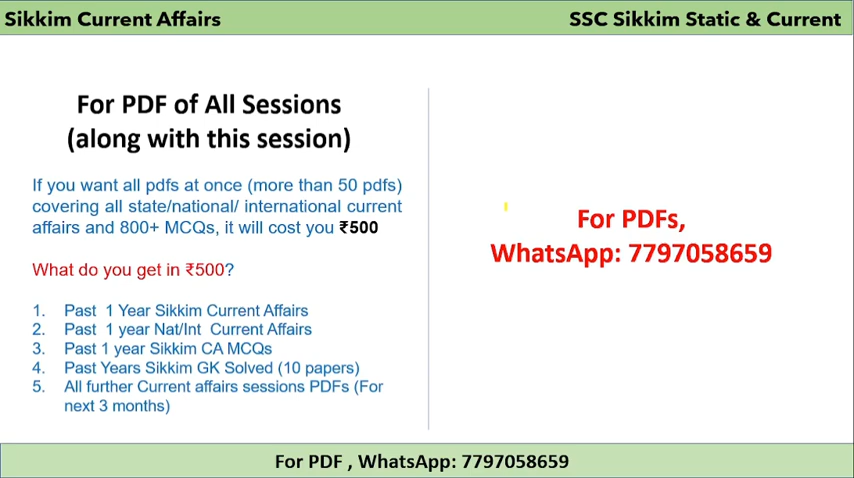 Sikkim Current Affairs
SSC Sikkim Static & Current
For PDF of All Sessions
(along with this session)
If you want all pdfs at once (more than 50 pdfs)
covering all state/national/ international current
affairs and 800+ MCQs, it will cost you ₹500
What do you get in ₹500?
1. Past 1 Year Sikkim Current Affairs
2. Past 1 year Nat/Int Current Affairs
3. Past 1 year Sikkim CA MCQs
4. Past Years Sikkim GK Solved (10 papers)
5. All further Current affairs sessions PDFs (For
next 3 months)
For PDFs,
WhatsApp: 7797058659
For PDF , WhatsApp: 7797058659